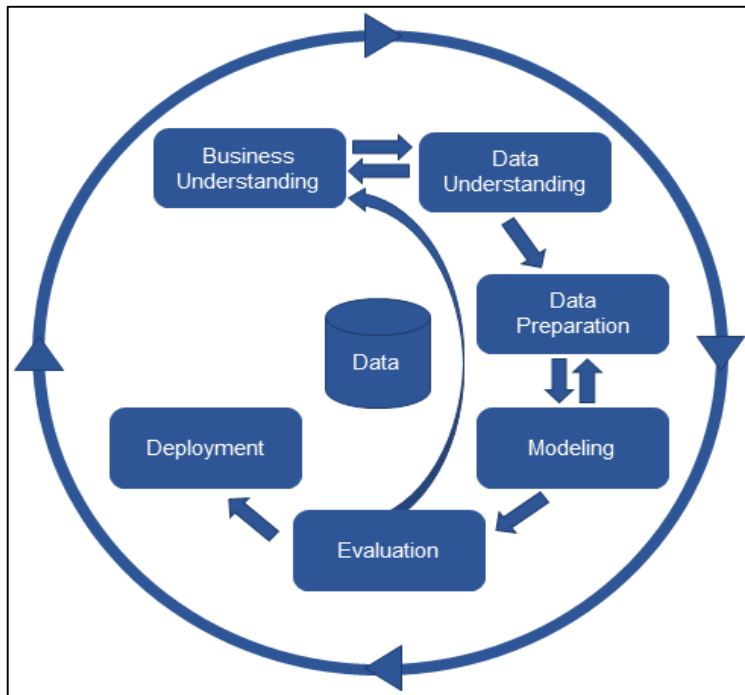 Business
Understanding
Data
Understanding
Data
Preparation
Data
Deployment
Modeling
Evaluation